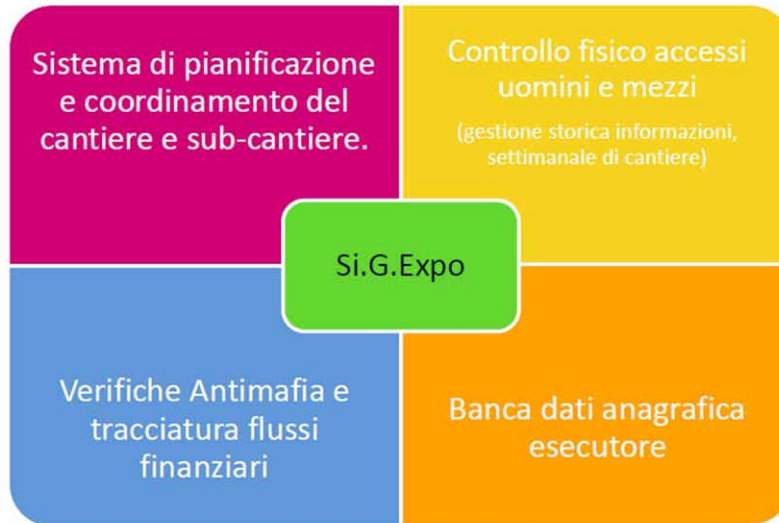 Sistema di pianificazione
e coordinamento del
cantiere e sub-cantiere.
Controllo fisico accessi
uomini e mezzi
(gestione storica informazioni,
settimanale di cantiere)
Si.G.Expo
Verifiche Antimafia e
tracciatura flussi
finanziari
Banca dati anagrafica
esecutore